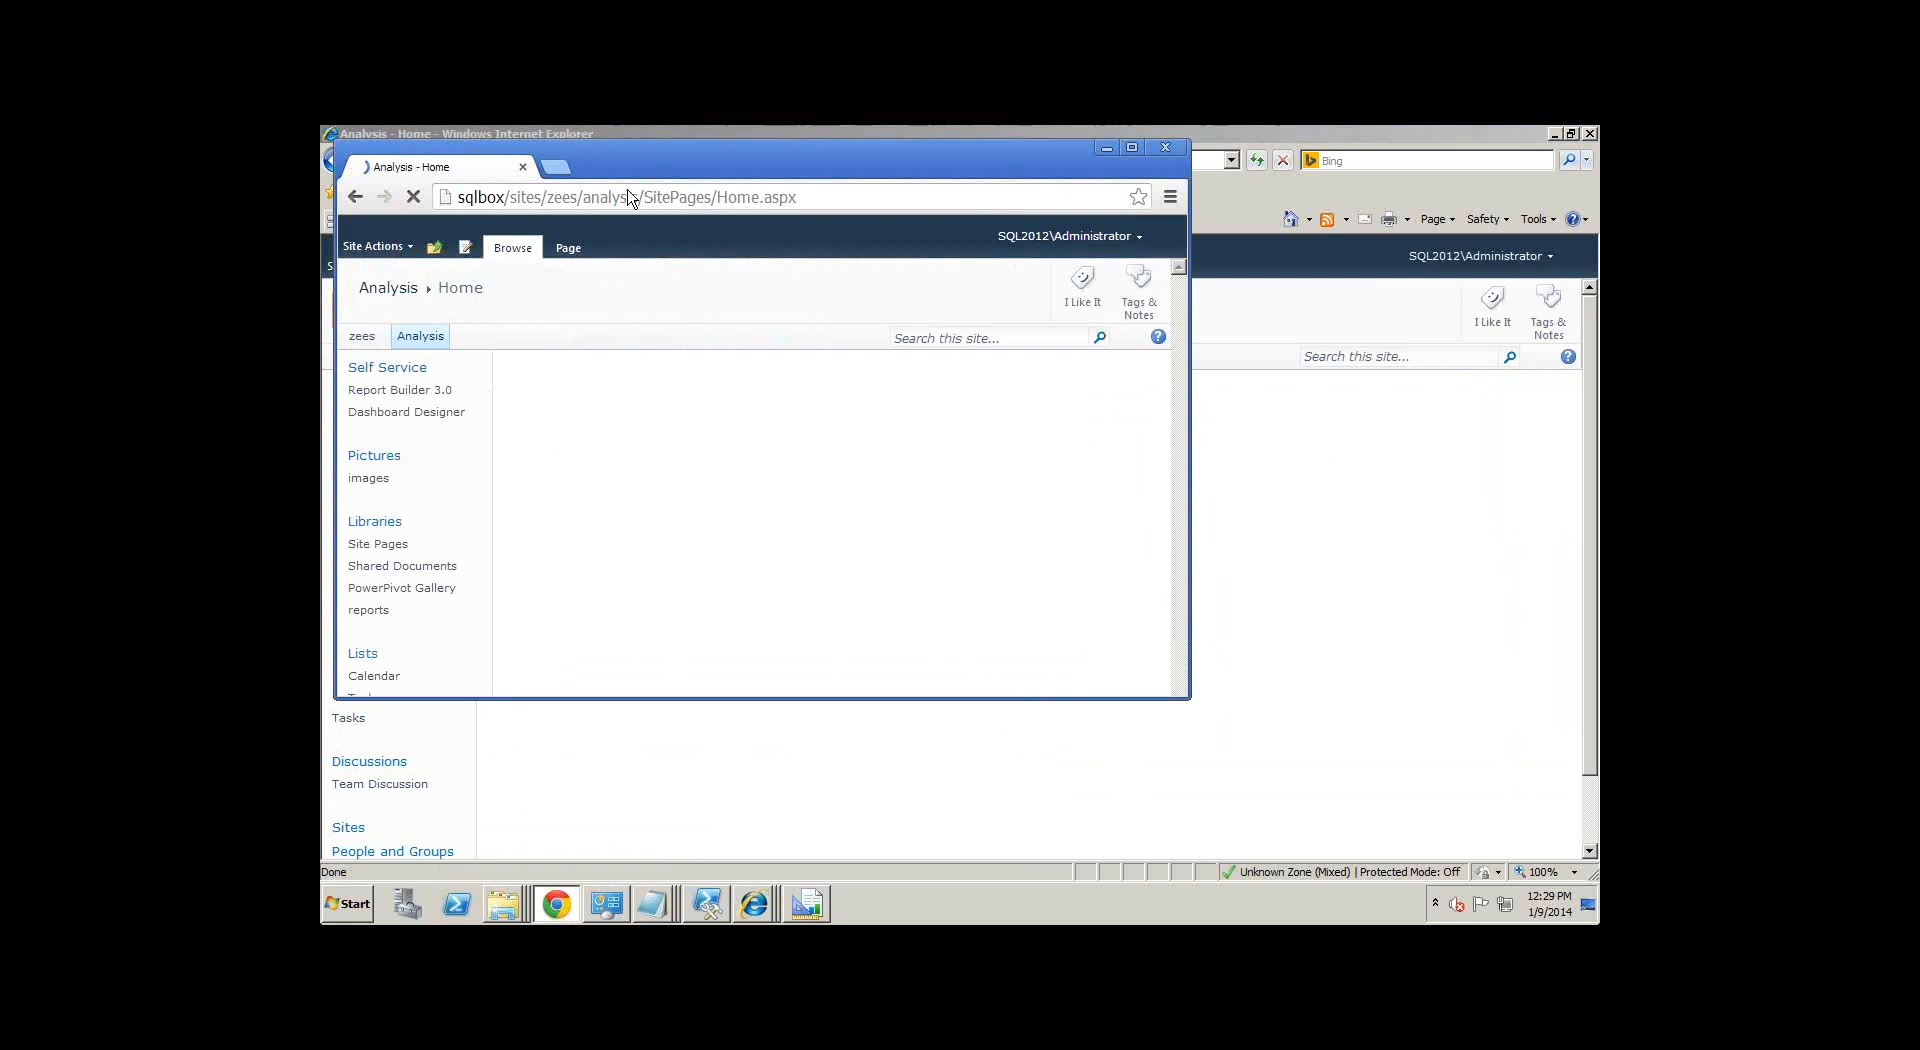 Analysis - Home - Windows Internet Explorer
Analysis - Home
Bing
sqlbox/sites/zees/analysis/SitePages/Home.aspx
Page
Safety
Tools
Site Actions
Browse
Page
SQL2012\Administrator
SQL2012\Administrator
Analysis
Home
I Like It
Tags &
Notes
I Like It
Tags &
Notes
zees
Analysis
Search this site...
Search this site...
Self Service
Report Builder 3.0
Dashboard Designer
Pictures
images
Libraries
Site Pages
Shared Documents
PowerPivot Gallery
reports
Lists
Calendar
Tasks
Discussions
Team Discussion
Sites
People and Groups
Done
Unknown Zone (Mixed) | Protected Mode: Off
100%
Start
12:29 PM
1/9/2014